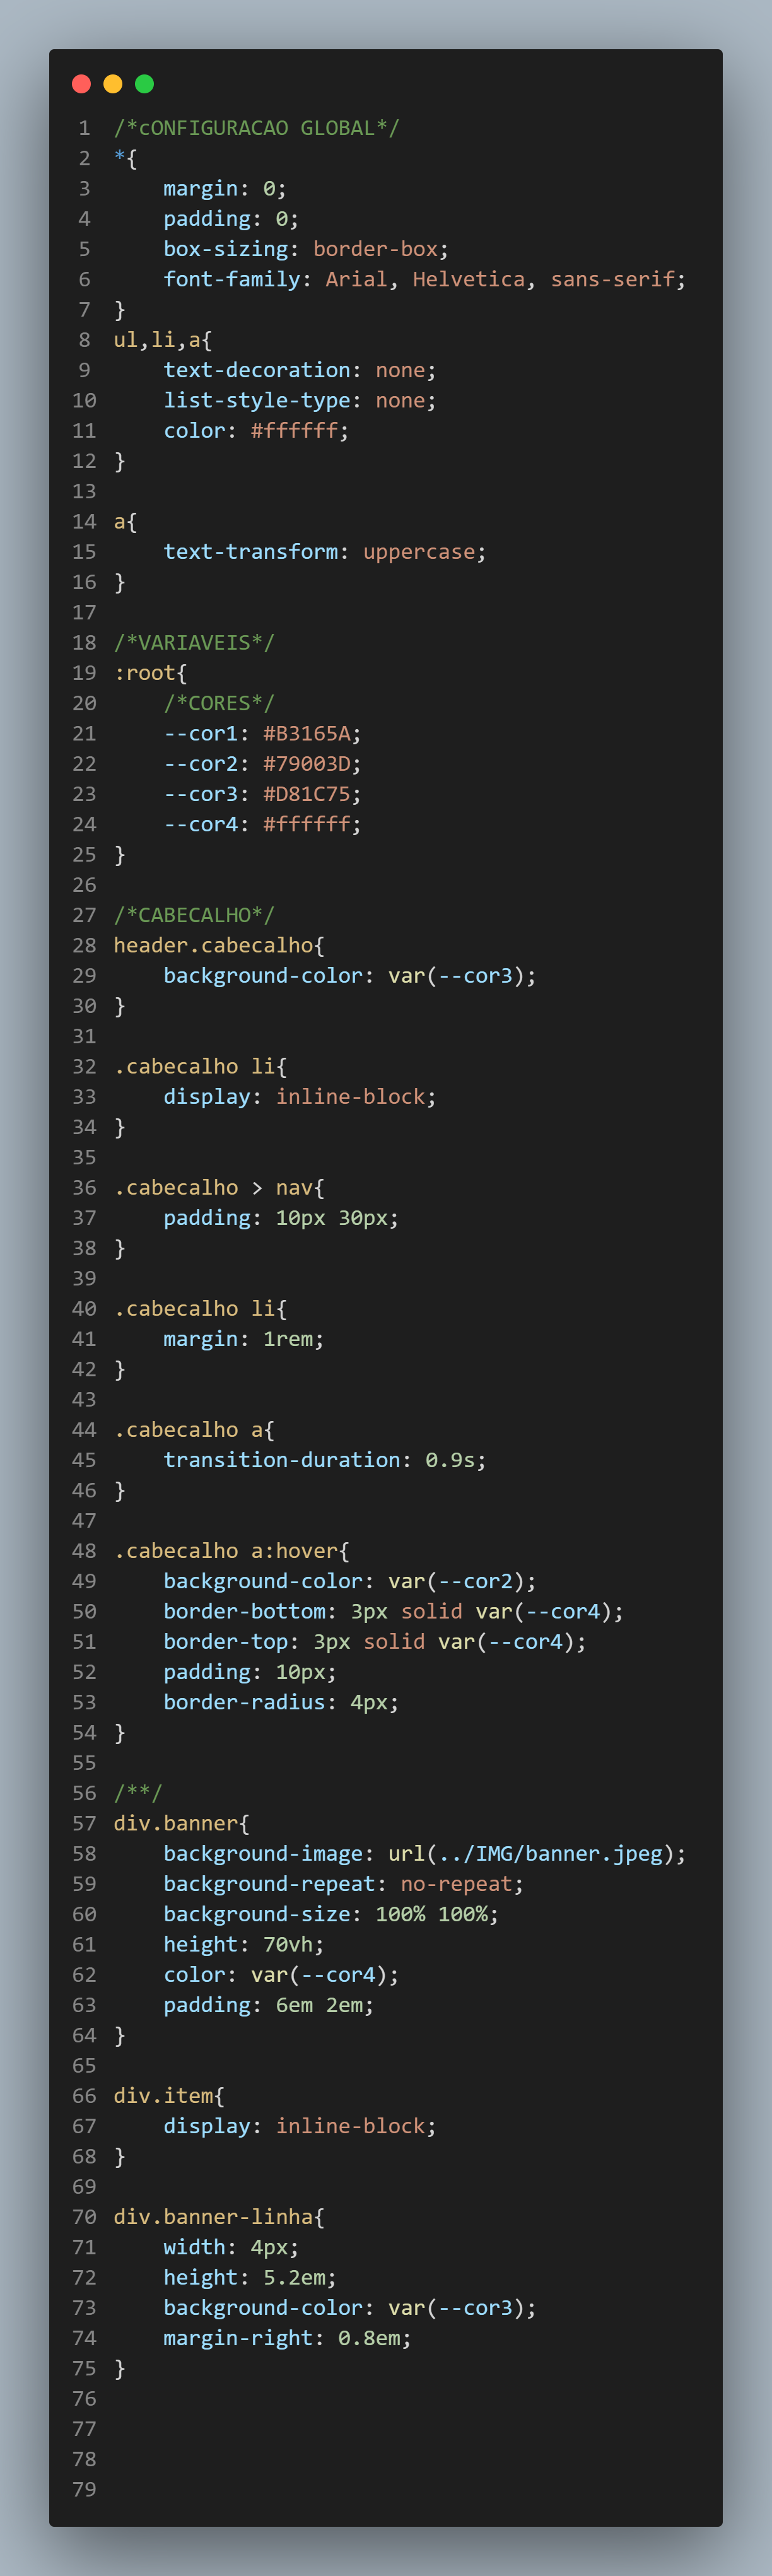 1 /*cONFIGURACAO GLOBAL*/
2 *{
3     margin: 0;
4     padding: 0;
5     box-sizing: border-box;
6     font-family: Arial, Helvetica, sans-serif;
7 }
8 ul,li,a{
9     text-decoration: none;
10     list-style-type: none;
11     color: #ffffff;
12 }
13
14 a{
15     text-transform: uppercase;
16 }
17
18 /*VARIAVEIS*/
19 :root{
20     /*CORES*/
21     --cor1: #B3165A;
22     --cor2: #79003D;
23     --cor3: #D81C75;
24     --cor4: #ffffff;
25 }
26
27 /*CABECALHO*/
28 header.cabecalho{
29     background-color: var(--cor3);
30 }
31
32 .cabecalho li{
33     display: inline-block;
34 }
35
36 .cabecalho > nav{
37     padding: 10px 30px;
38 }
39
40 .cabecalho li{
41     margin: 1rem;
42 }
43
44 .cabecalho a{
45     transition-duration: 0.9s;
46 }
47
48 .cabecalho a:hover{
49     background-color: var(--cor2);
50     border-bottom: 3px solid var(--cor4);
51     border-top: 3px solid var(--cor4);
52     padding: 10px;
53     border-radius: 4px;
54 }
55
56 /**/
57 div.banner{
58     background-image: url(../IMG/banner.jpeg);
59     background-repeat: no-repeat;
60     background-size: 100% 100%;
61     height: 70vh;
62     color: var(--cor4);
63     padding: 6em 2em;
64 }
65
66 div.item{
67     display: inline-block;
68 }
69
70 div.banner-linha{
71     width: 4px;
72     height: 5.2em;
73     background-color: var(--cor3);
74     margin-right: 0.8em;
75 }
76
77
78
79